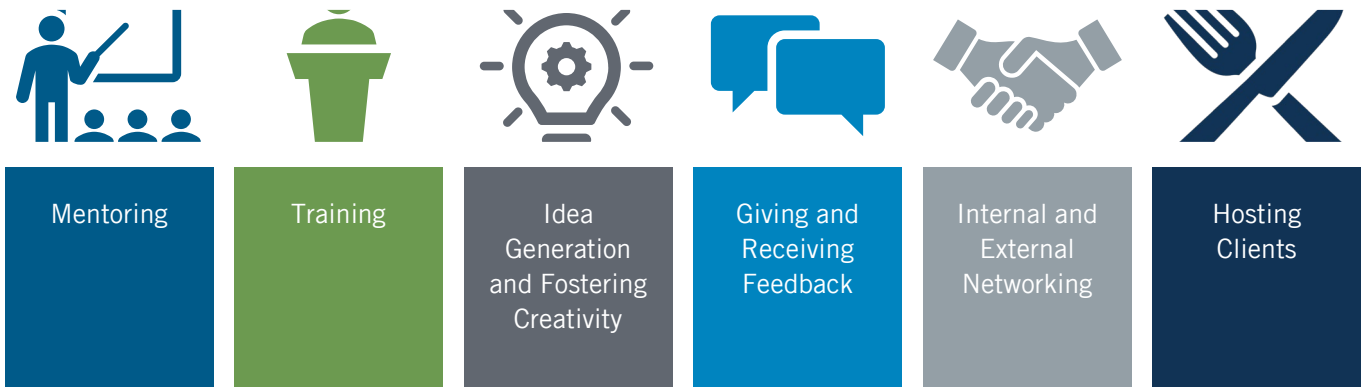 Mentoring
Training
Idea
Generation
and Fostering
Creativity
Giving and
Receiving
Feedback
Internal and
External
Networking
Hosting
Clients